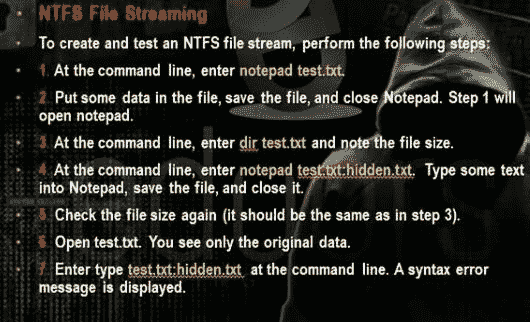 NTFS File Streaming
To create and test an NTFS file stream, perform the following steps:
1. At the command line, enter notepad test.txt.
2. Put some data in the file, save the file, and close Notepad. Step 1 will
open notepad.
3. At the command line, enter dir test.txt and note the file size.
4. At the command line, enter notepad test.txt:hidden.txt. Type some text
into Notepad, save the file, and close it.
5. Check the file size again (it should be the same as in step 3).
6. Open test.txt. You see only the original data.
7. Enter type test.txt:hidden.txt at the command line. A syntax error
message is displayed.